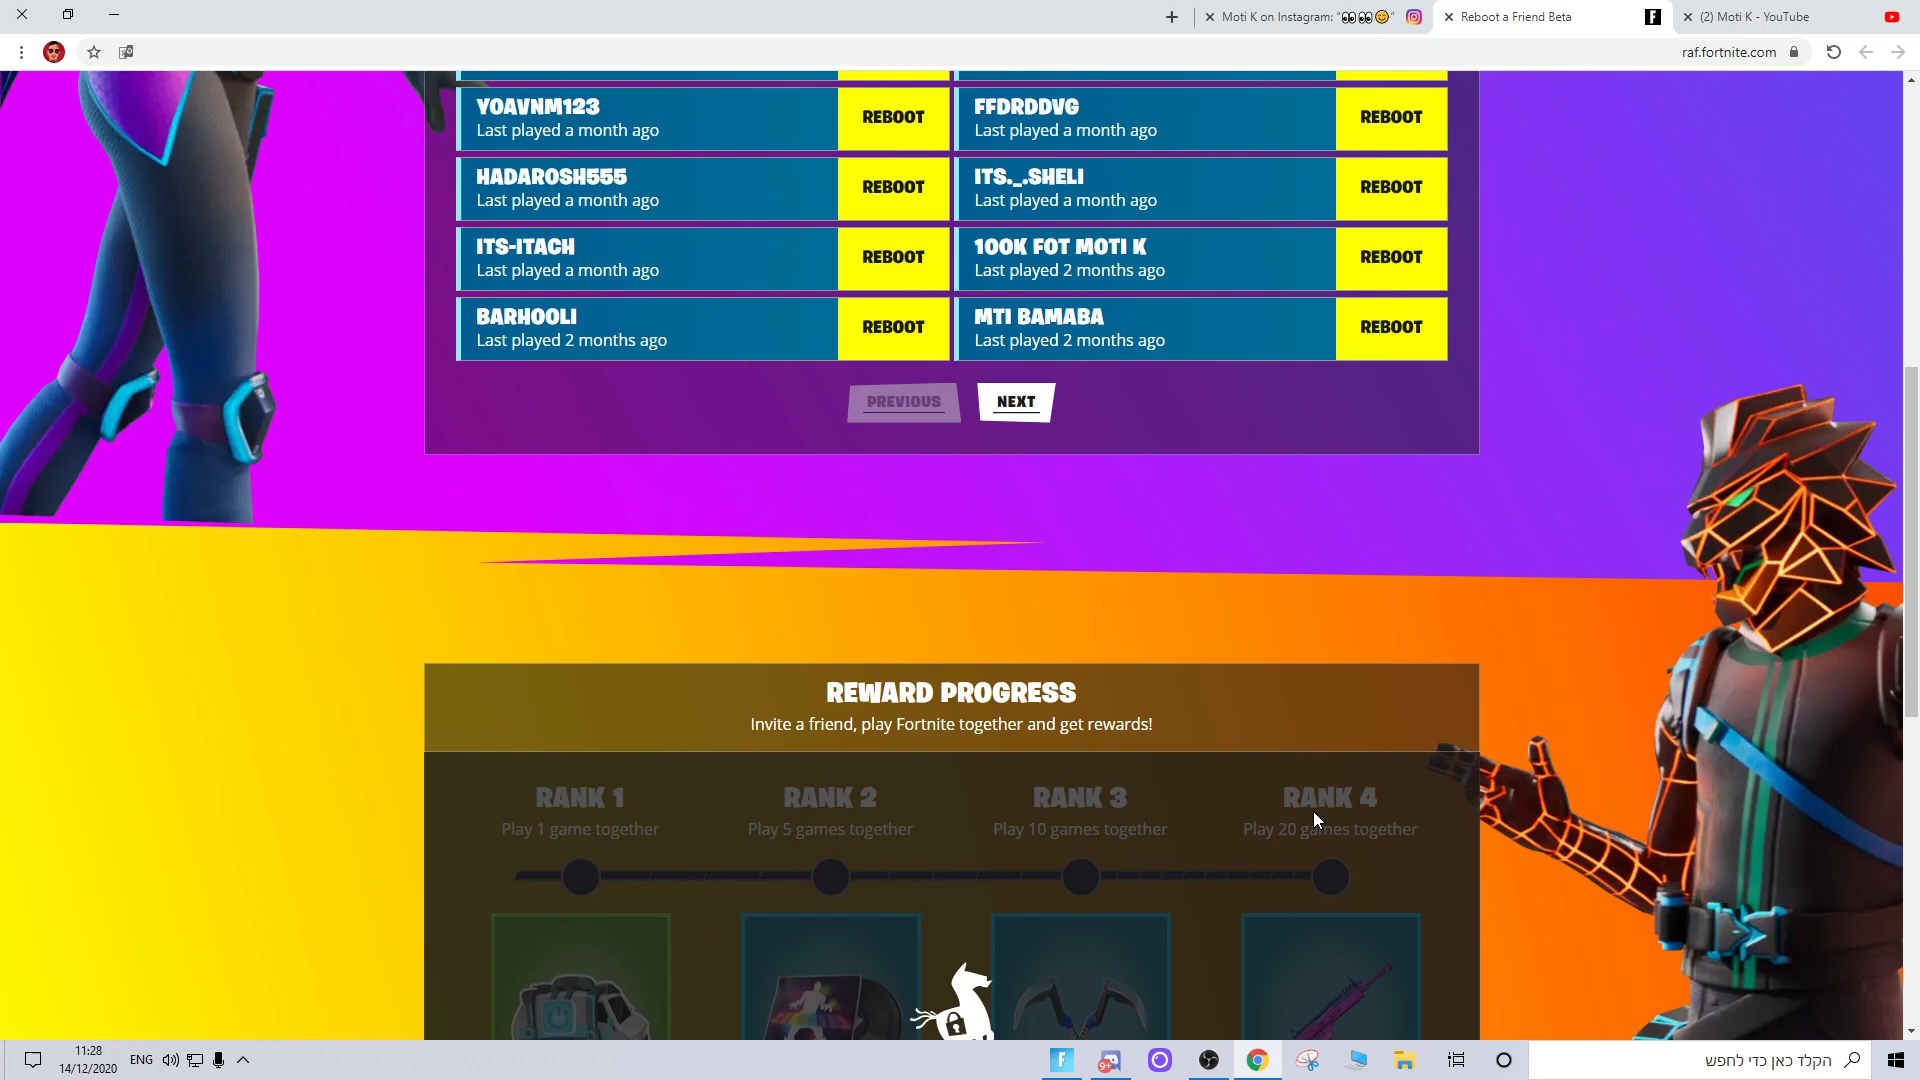 Moti K on Instagram: "👀👀😊"
Reboot a Friend Beta
(2) Moti K - YouTube
raf.fortnite.com
YOAVNM123
Last played a month ago
REBOOT
FFDRDDVG
Last played a month ago
REBOOT
HADAROSH555
Last played a month ago
REBOOT
ITS._.SHELI
Last played a month ago
REBOOT
ITS-ITACH
Last played a month ago
REBOOT
100K FOT MOTI K
Last played 2 months ago
REBOOT
BARHOOLI
Last played 2 months ago
REBOOT
MTI BAMABA
Last played 2 months ago
REBOOT
PREVIOUS
NEXT
REWARD PROGRESS
Invite a friend, play Fortnite together and get rewards!
RANK 1
Play 1 game together
RANK 2
Play 5 games together
RANK 3
Play 10 games together
RANK 4
Play 20 games together
11:28
14/12/2020
ENG
9+
הקלד כאן כדי לחפש